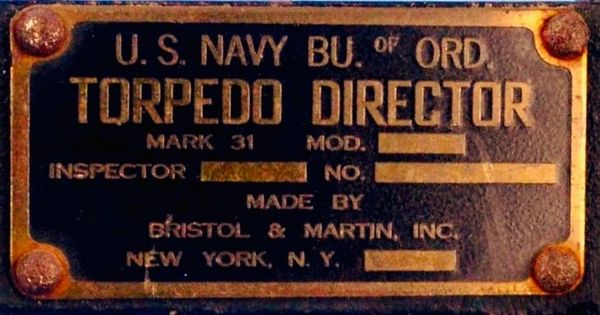 U. S. NAVY BU. OF ORD.
TORPEDO DIRECTOR
MARK 31 MOD.
INSPECTOR NO.
MADE BY
BRISTOL & MARTIN, INC.
NEW YORK, N. Y.